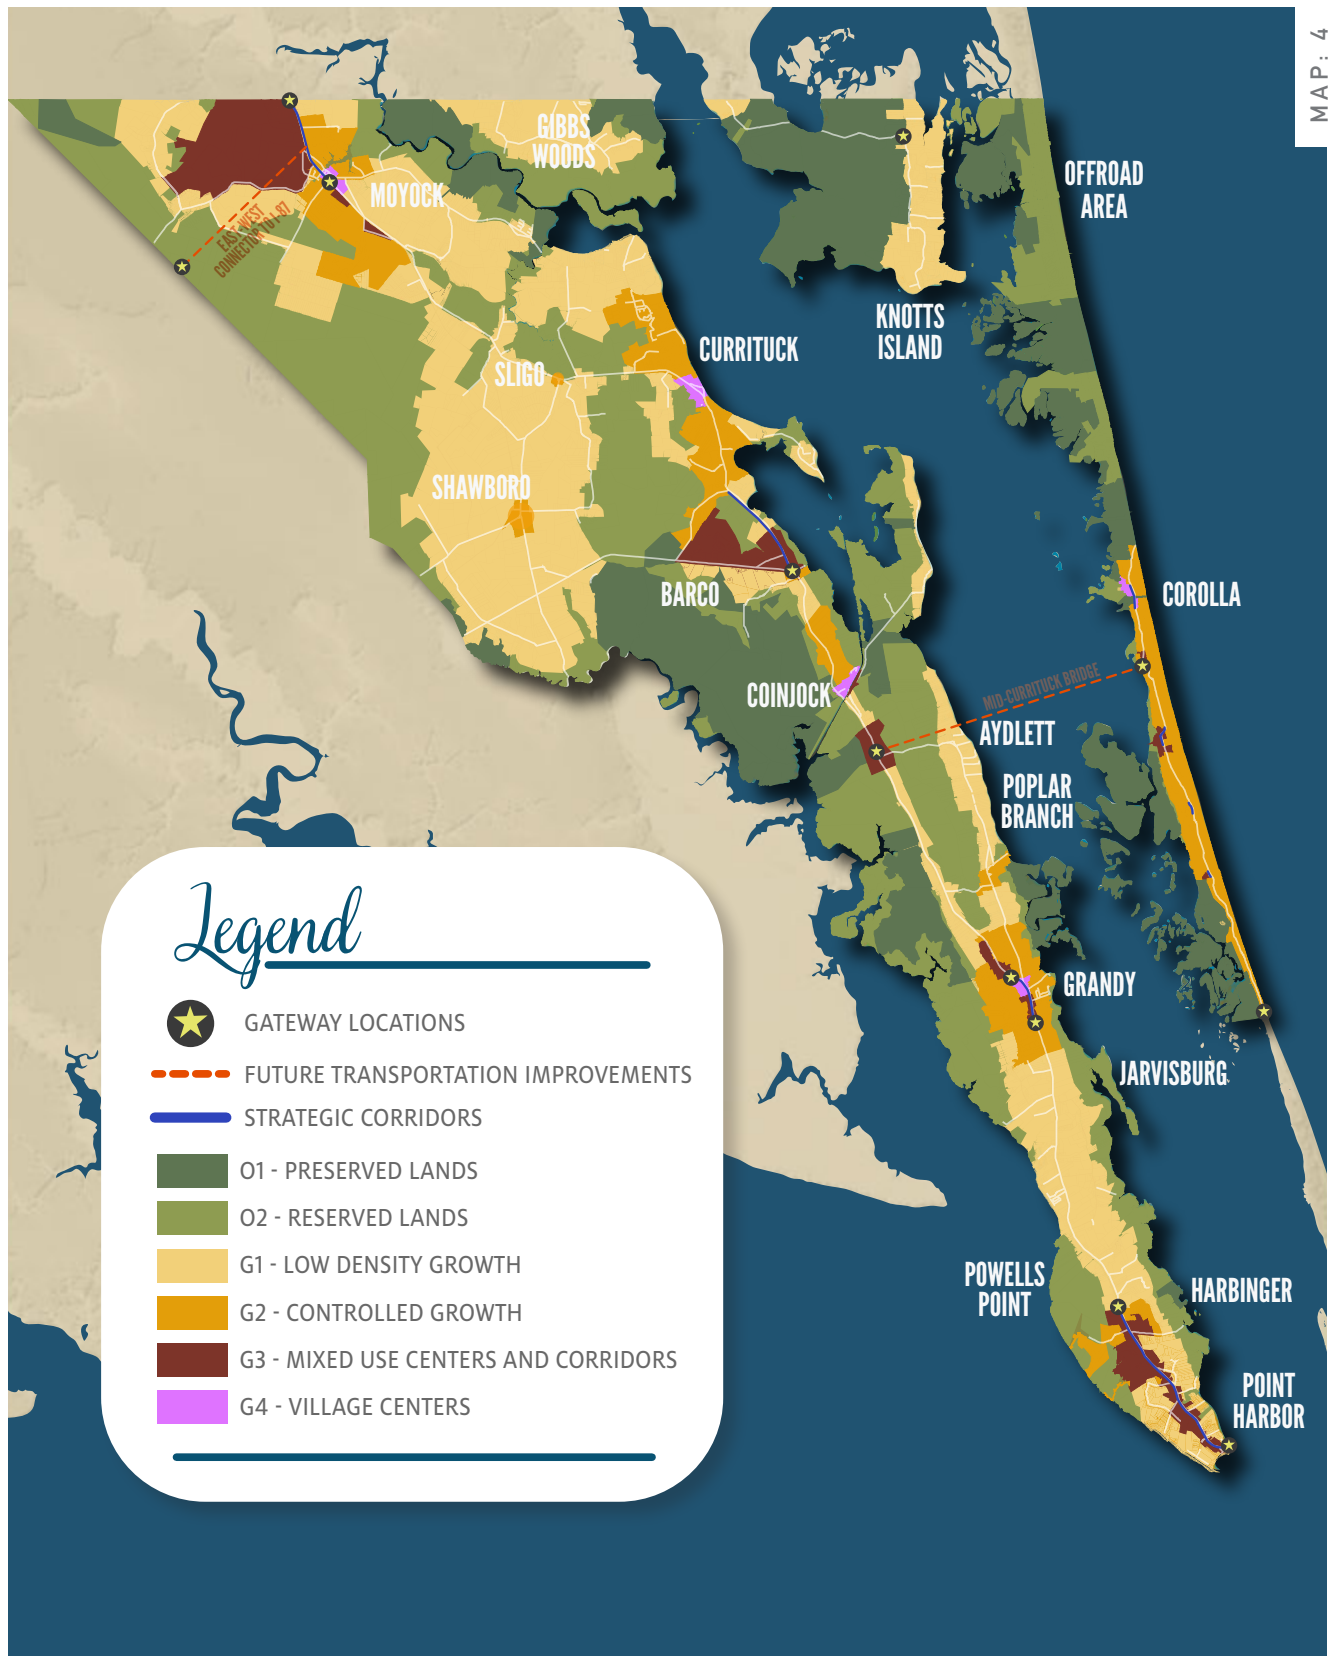 MAP: 4
GIBBS
WOODS
MOYOCK
EAST-WEST
CONNECTOR TO I-87
OFFROAD
AREA
KNOTTS
ISLAND
CURRITUCK
SLIGO
SHAWBORO
BARCO
COROLLA
MID-CURRITUCK BRIDGE
COINJOCK
AYDLETT
POPLAR
BRANCH
GRANDY
JARVISBURG
POWELLS
POINT
HARBINGER
POINT
HARBOR
Legend
GATEWAY LOCATIONS
FUTURE TRANSPORTATION IMPROVEMENTS
STRATEGIC CORRIDORS
O1 - PRESERVED LANDS
O2 - RESERVED LANDS
G1 - LOW DENSITY GROWTH
G2 - CONTROLLED GROWTH
G3 - MIXED USE CENTERS AND CORRIDORS
G4 - VILLAGE CENTERS